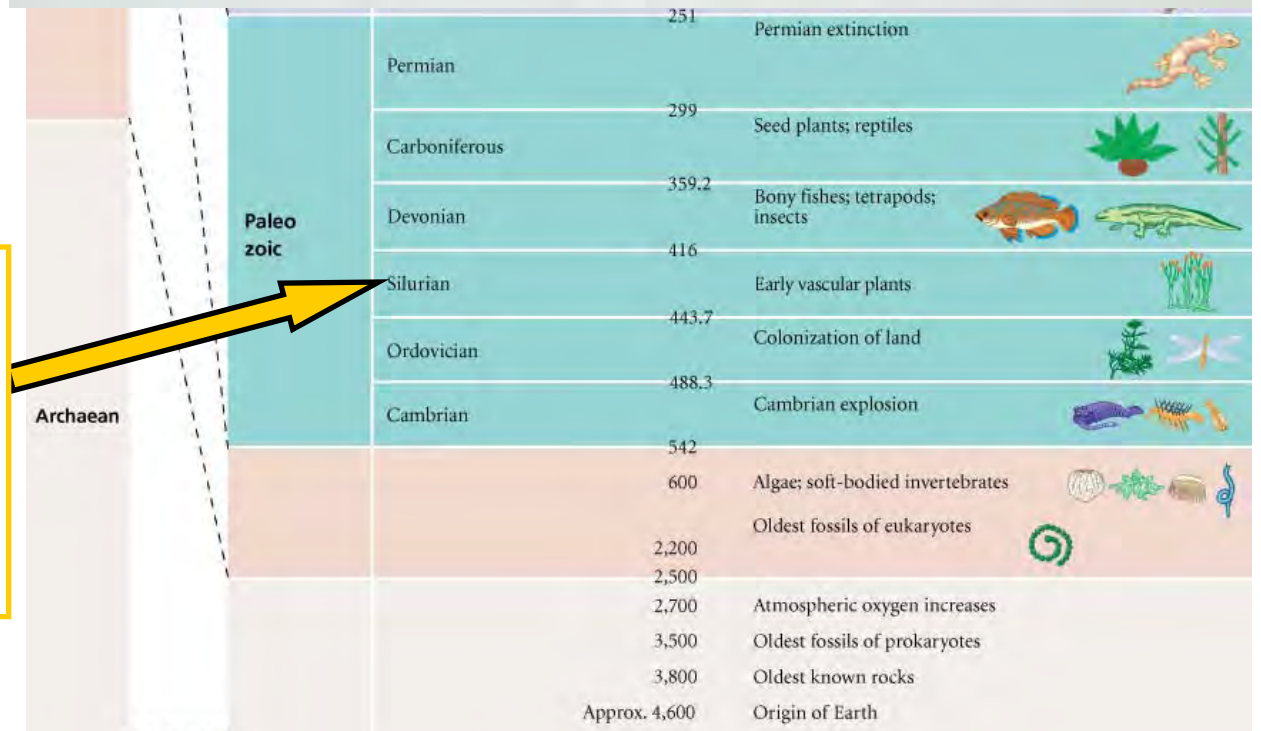 251
Permian extinction
Permian
299
Seed plants; reptiles
Carboniferous
359.2
Bony fishes; tetrapods;
insects
Devonian
Paleo
zoic
416
Silurian
Early vascular plants
443.7
Colonization of land
Ordovician
488.3
Cambrian explosion
Archaean
Cambrian
542
600 Algae; soft-bodied invertebrates
Oldest fossils of eukaryotes
2,200
2,500
2,700 Atmospheric oxygen increases
3,500 Oldest fossils of prokaryotes
3,800 Oldest known rocks
Approx. 4,600 Origin of Earth